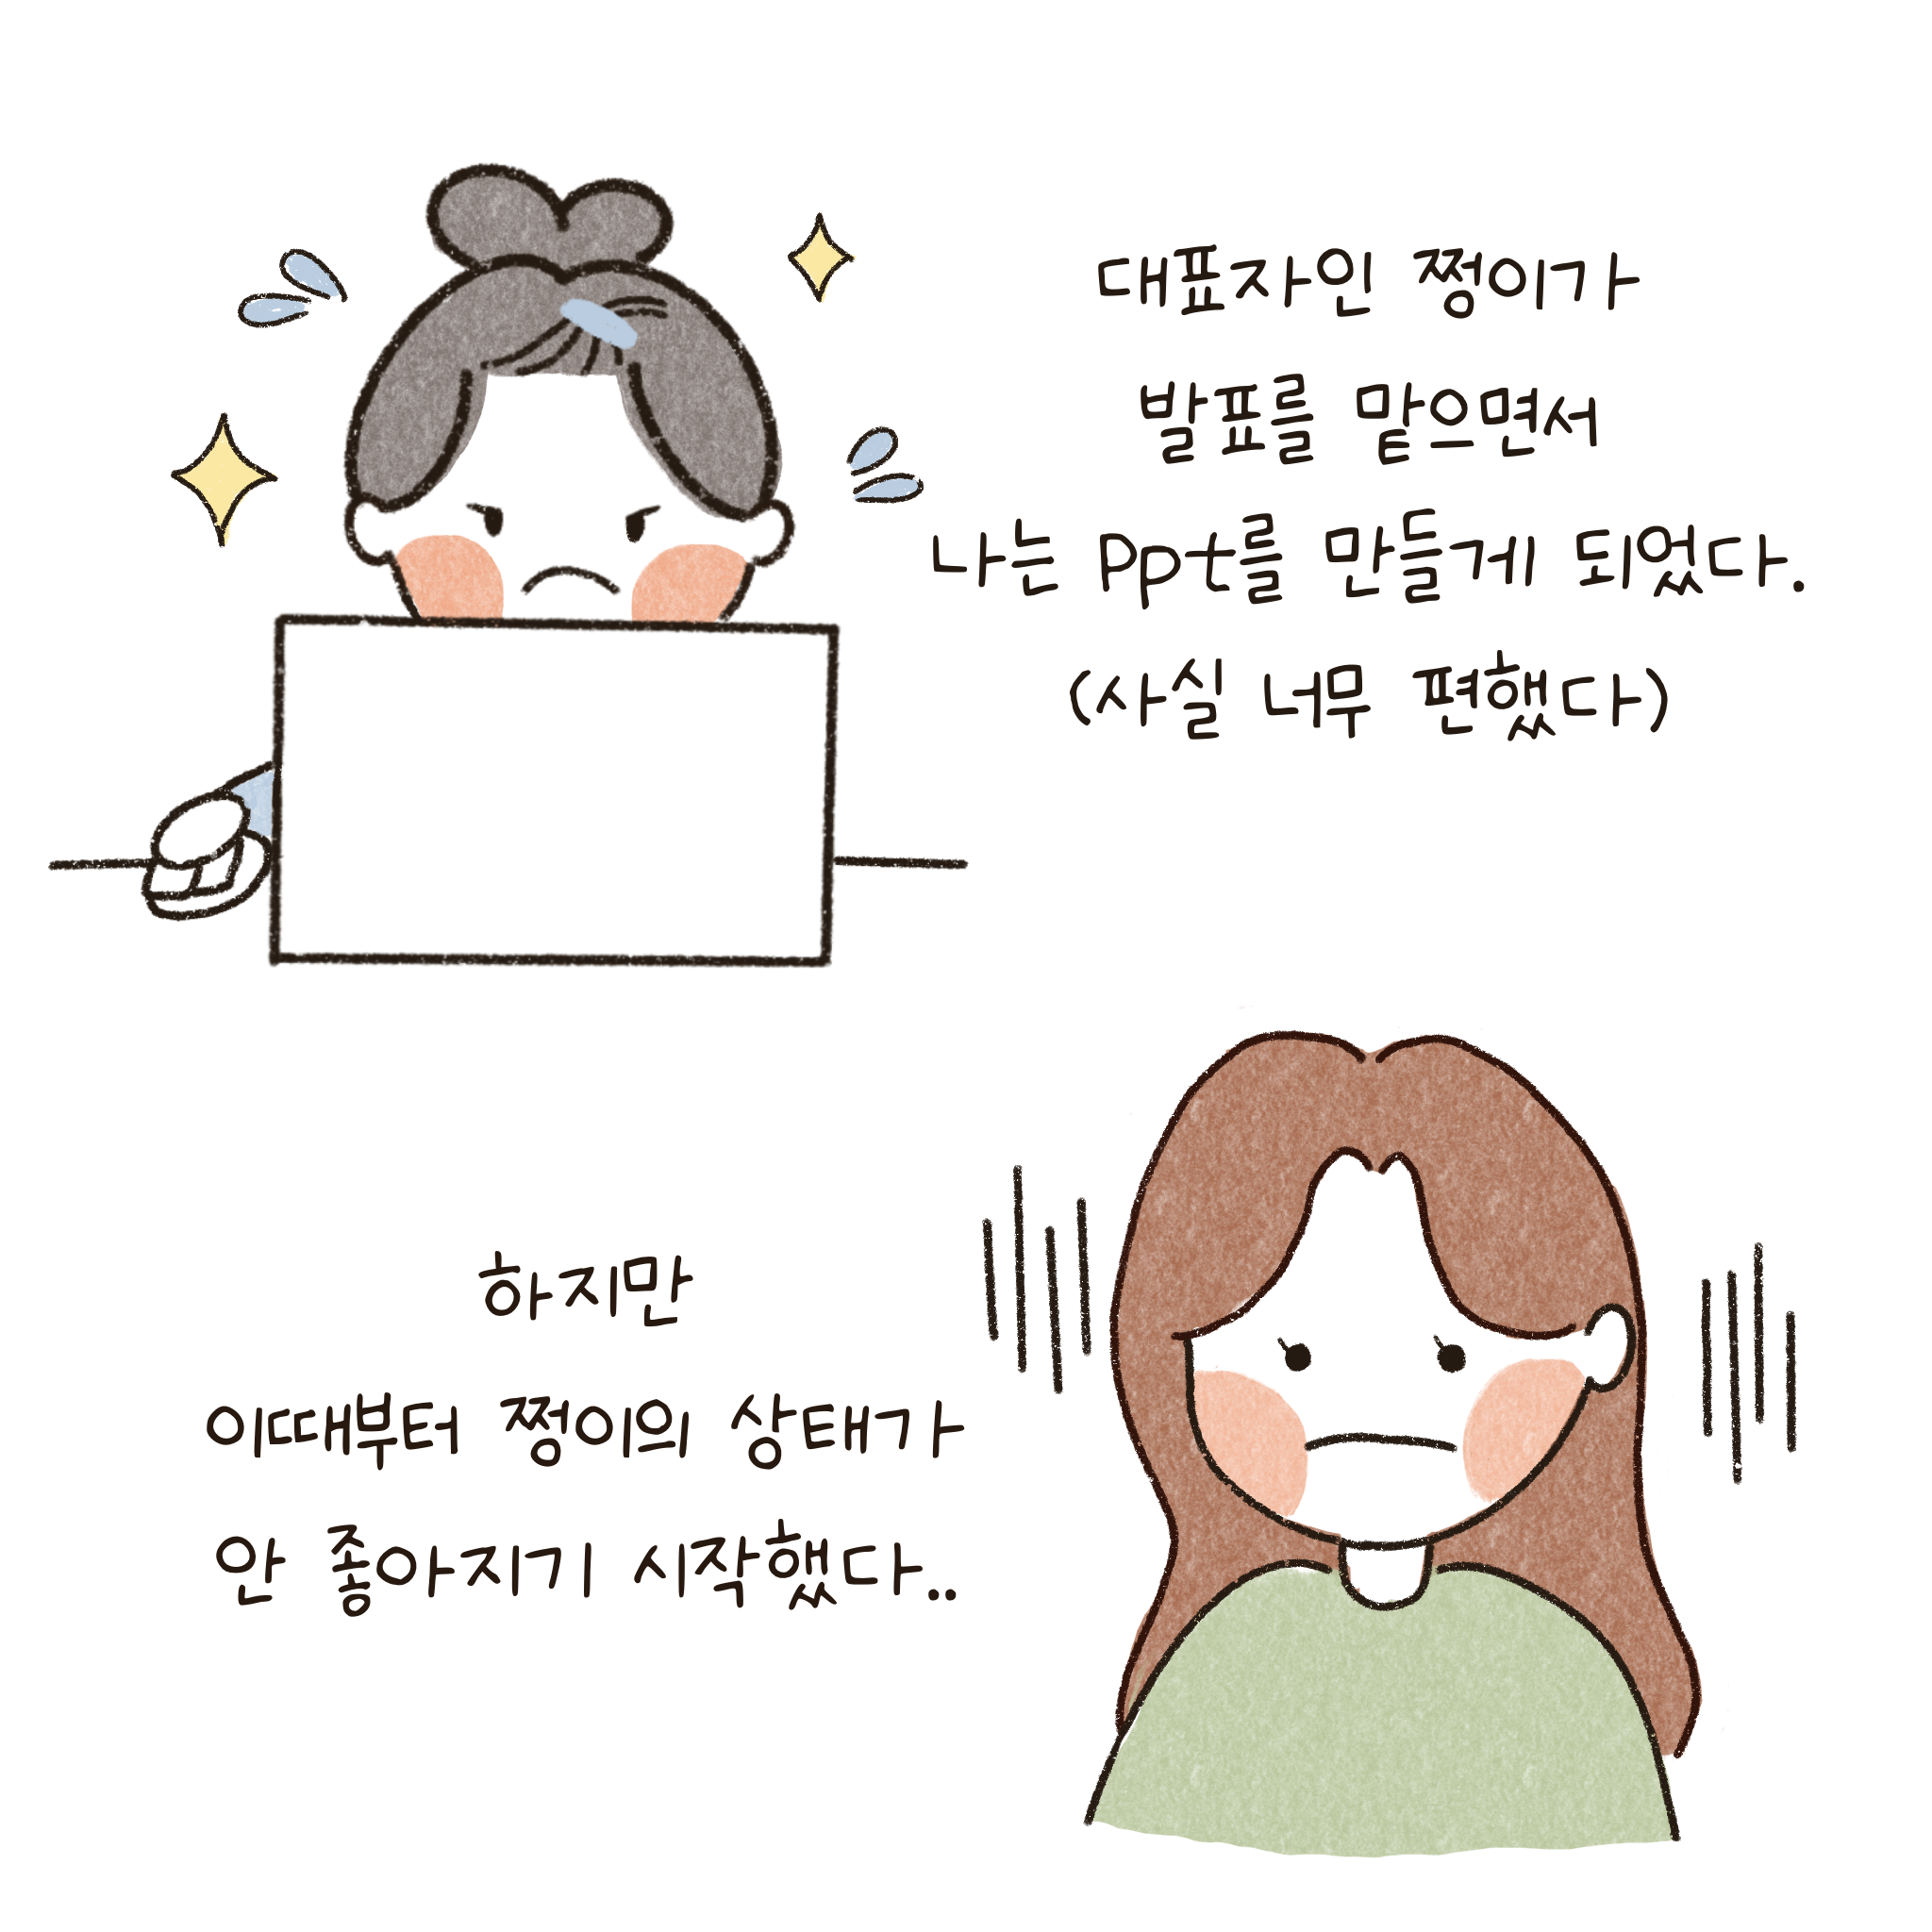 대표자인 쩡이가
발표를 맡으면서
나는 ppt를 만들게 되었다.
(사실 너무 편했다)
하지만
이때부터 쩡이의 상태가
안 좋아지기 시작했다..